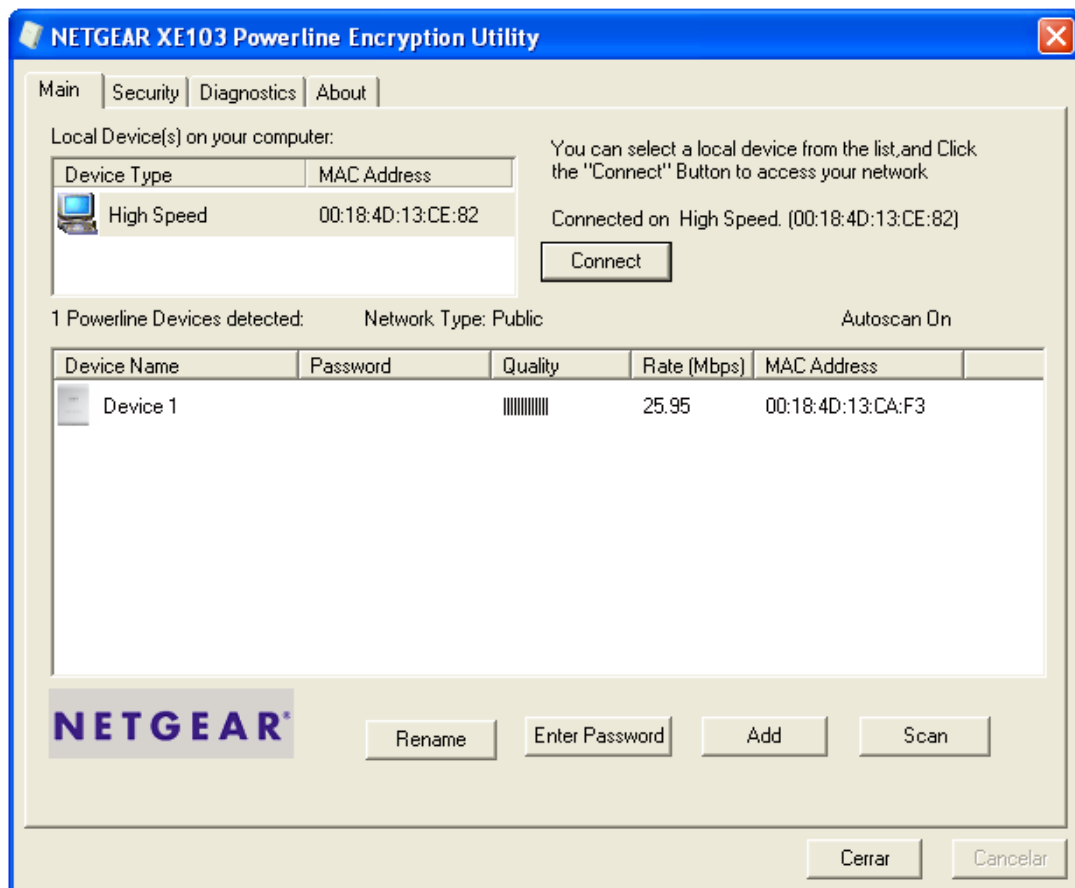 NETGEAR XE103 Powerline Encryption Utility
Main Security Diagnostics About
Local Device(s) on your computer:
Device Type MAC Address
High Speed 00:18:4D:13:CE:82
You can select a local device from the list,and Click
the "Connect" Button to access your network
Connected on High Speed. (00:18:4D:13:CE:82)
Connect
1 Powerline Devices detected: Network Type: Public Autoscan On
Device Name Password Quality Rate (Mbps) MAC Address
Device 1 25.95 00:18:4D:13:CA:F3
NETGEAR®
Rename Enter Password Add Scan
Cerrar Cancelar